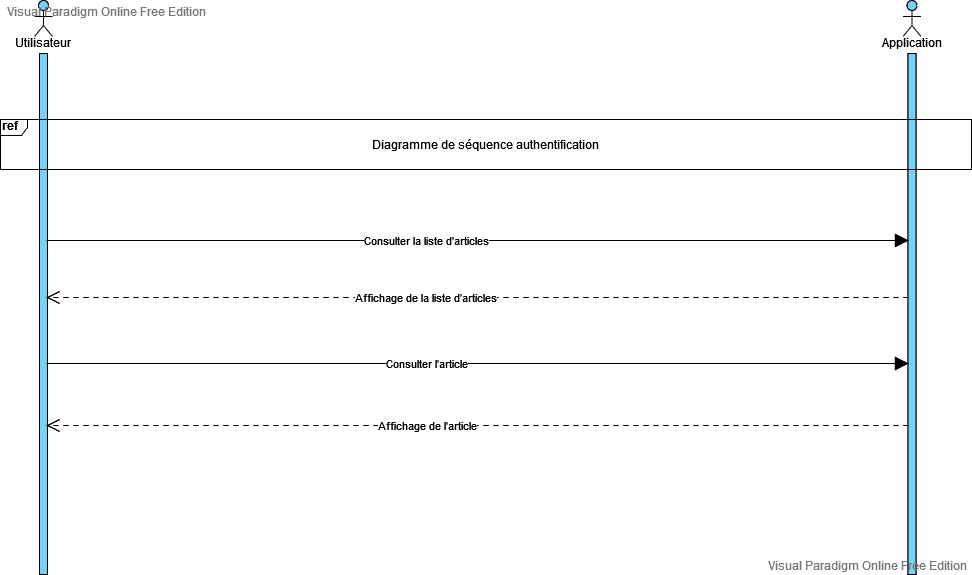 Visual Paradigm Online Free Edition
Utilisateur
Application
ref
Diagramme de séquence authentification
Consulter la liste d'articles
Affichage de la liste d'articles
Consulter l'article
Affichage de l'article
Visual Paradigm Online Free Edition